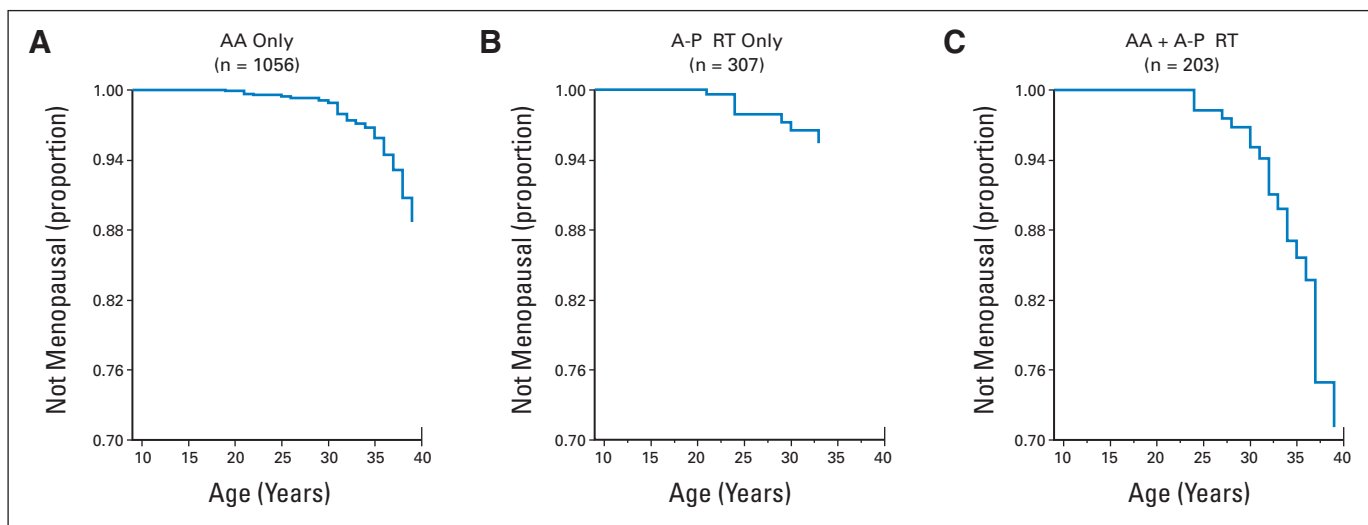 A
AA Only
(n = 1056)
Not Menopausal (proportion)
1.00
0.94
0.88
0.82
0.76
0.70
10 15 20 25 30 35 40
Age (Years)
B
A-P RT Only
(n = 307)
Not Menopausal (proportion)
1.00
0.94
0.88
0.82
0.76
0.70
10 15 20 25 30 35 40
Age (Years)
C
AA + A-P RT
(n = 203)
Not Menopausal (proportion)
1.00
0.94
0.88
0.82
0.76
0.70
10 15 20 25 30 35 40
Age (Years)